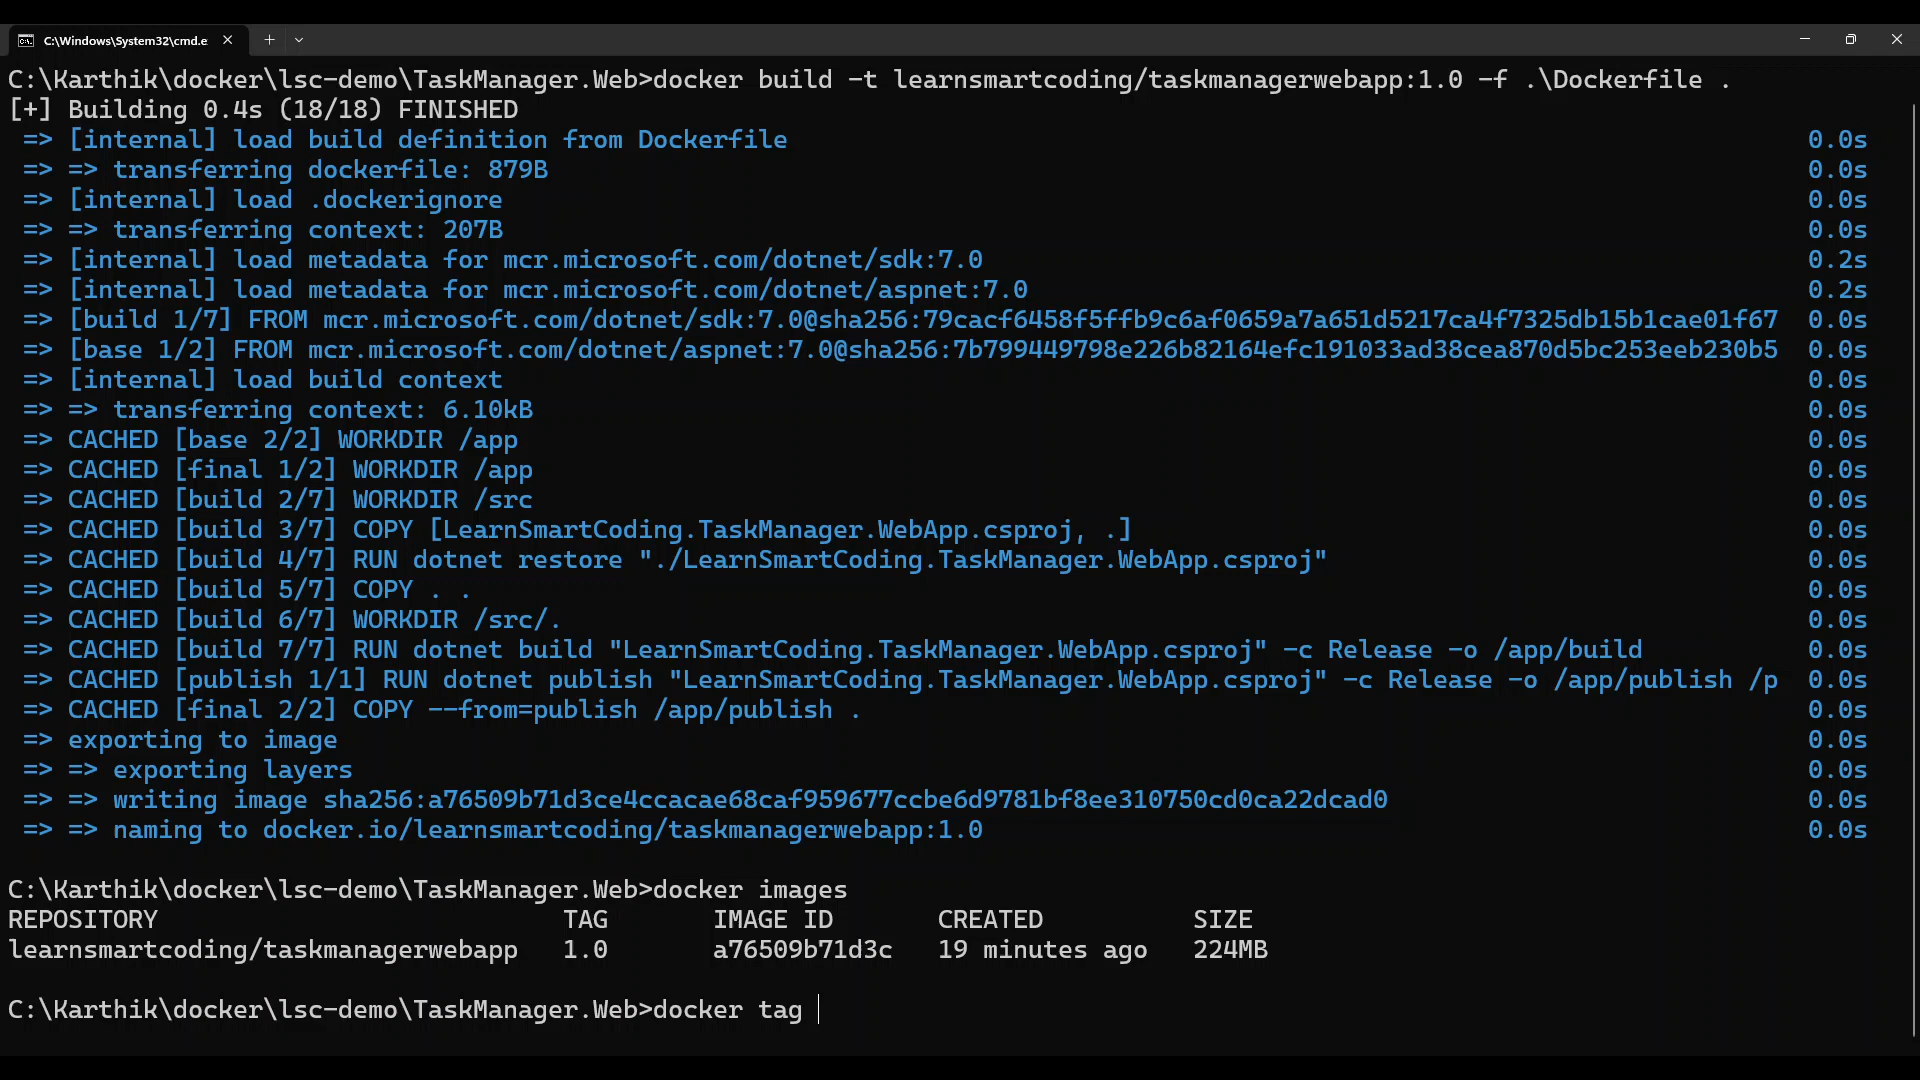 C:\Windows\System32\cmd.e
C:\Karthik\docker\lsc-demo\TaskManager.Web>docker build -t learnsmartcoding/taskmanagerwebapp:1.0 -f .\Dockerfile .
[+] Building 0.4s (18/18) FINISHED
=> [internal] load build definition from Dockerfile 0.0s
=> => transferring dockerfile: 879B 0.0s
=> [internal] load .dockerignore 0.0s
=> => transferring context: 207B 0.0s
=> [internal] load metadata for mcr.microsoft.com/dotnet/sdk:7.0 0.2s
=> [internal] load metadata for mcr.microsoft.com/dotnet/aspnet:7.0 0.2s
=> [build 1/7] FROM mcr.microsoft.com/dotnet/sdk:7.0@sha256:79cacf6458f5ffb9c6af0659a7a651d5217ca4f7325db15b1cae01f67 0.0s
=> [base 1/2] FROM mcr.microsoft.com/dotnet/aspnet:7.0@sha256:7b799449798e226b82164efc191033ad38cea870d5bc253eeb230b5 0.0s
=> [internal] load build context 0.0s
=> => transferring context: 6.10kB 0.0s
=> CACHED [base 2/2] WORKDIR /app 0.0s
=> CACHED [final 1/2] WORKDIR /app 0.0s
=> CACHED [build 2/7] WORKDIR /src 0.0s
=> CACHED [build 3/7] COPY [LearnSmartCoding.TaskManager.WebApp.csproj, .] 0.0s
=> CACHED [build 4/7] RUN dotnet restore "./LearnSmartCoding.TaskManager.WebApp.csproj" 0.0s
=> CACHED [build 5/7] COPY . . 0.0s
=> CACHED [build 6/7] WORKDIR /src/. 0.0s
=> CACHED [build 7/7] RUN dotnet build "LearnSmartCoding.TaskManager.WebApp.csproj" -c Release -o /app/build 0.0s
=> CACHED [publish 1/1] RUN dotnet publish "LearnSmartCoding.TaskManager.WebApp.csproj" -c Release -o /app/publish /p 0.0s
=> CACHED [final 2/2] COPY --from=publish /app/publish . 0.0s
=> exporting to image 0.0s
=> => exporting layers 0.0s
=> => writing image sha256:a76509b71d3ce4ccacae68caf959677ccbe6d9781bf8ee310750cd0ca22dcad0 0.0s
=> => naming to docker.io/learnsmartcoding/taskmanagerwebapp:1.0 0.0s
C:\Karthik\docker\lsc-demo\TaskManager.Web>docker images
REPOSITORY TAG IMAGE ID CREATED SIZE
learnsmartcoding/taskmanagerwebapp 1.0 a76509b71d3c 19 minutes ago 224MB
C:\Karthik\docker\lsc-demo\TaskManager.Web>docker tag